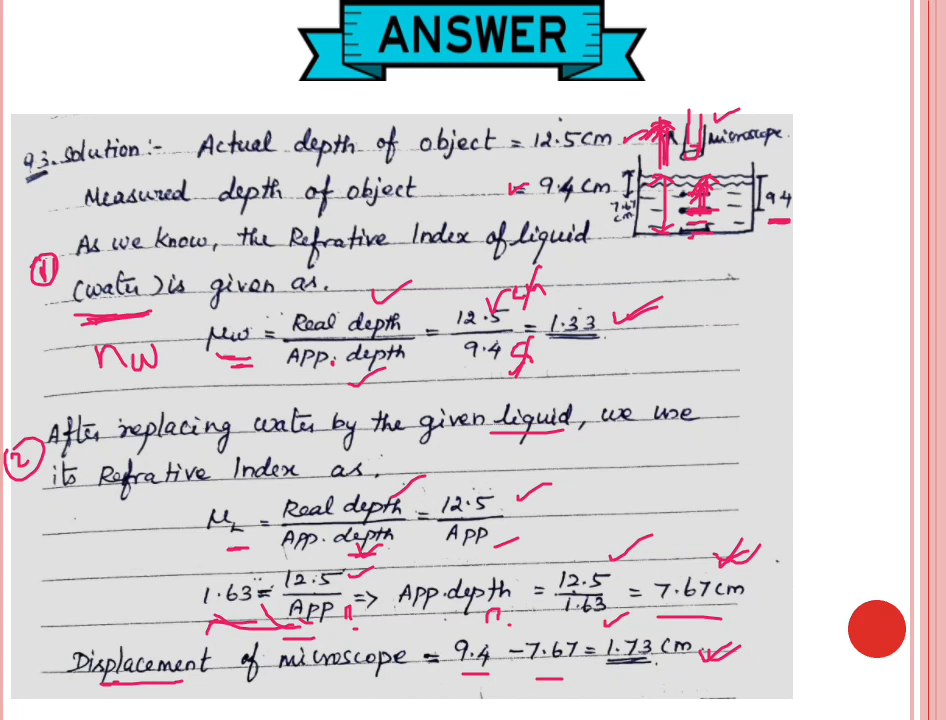 ANSWER
93. Solution:- Actual depth of object = 12.5cm
microscope.
Measured depth of object = 9.4 cm
7.67 cm
9.4
As we know, the Refrative Index of liquid
1
(water) is given as.
μw = Real depth / APP. depth = 12.5 / 9.4 = 1.33
nw
4/3
After replacing water by the given liquid, we use
2
its Refrative Index as.
μL = Real depth / APP. depth = 12.5 / APP
1.63 = 12.5 / APP => APP.depth = 12.5 / 1.63 = 7.67cm
Displacement of microscope = 9.4 - 7.67 = 1.73 cm